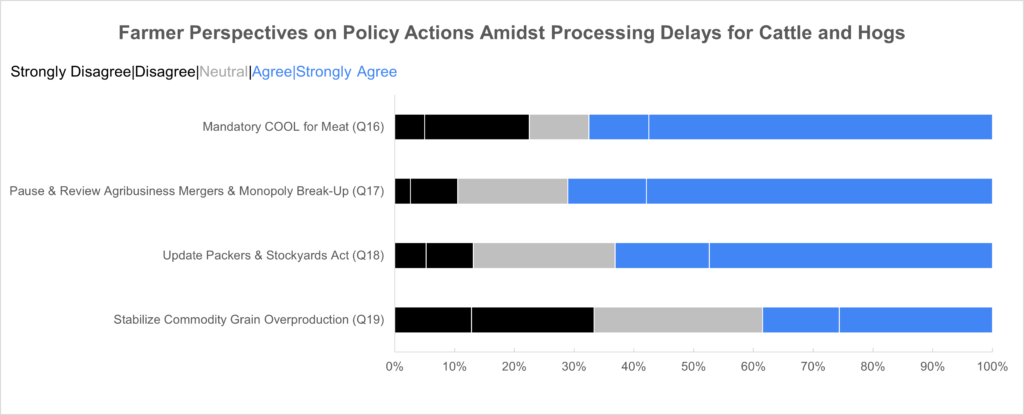 Farmer Perspectives on Policy Actions Amidst Processing Delays for Cattle and Hogs
Strongly Disagree|Disagree|Neutral|Agree|Strongly Agree
Mandatory COOL for Meat (Q16)
Pause & Review Agribusiness Mergers & Monopoly Break-Up (Q17)
Update Packers & Stockyards Act (Q18)
Stabilize Commodity Grain Overproduction (Q19)
0% 10% 20% 30% 40% 50% 60% 70% 80% 90% 100%